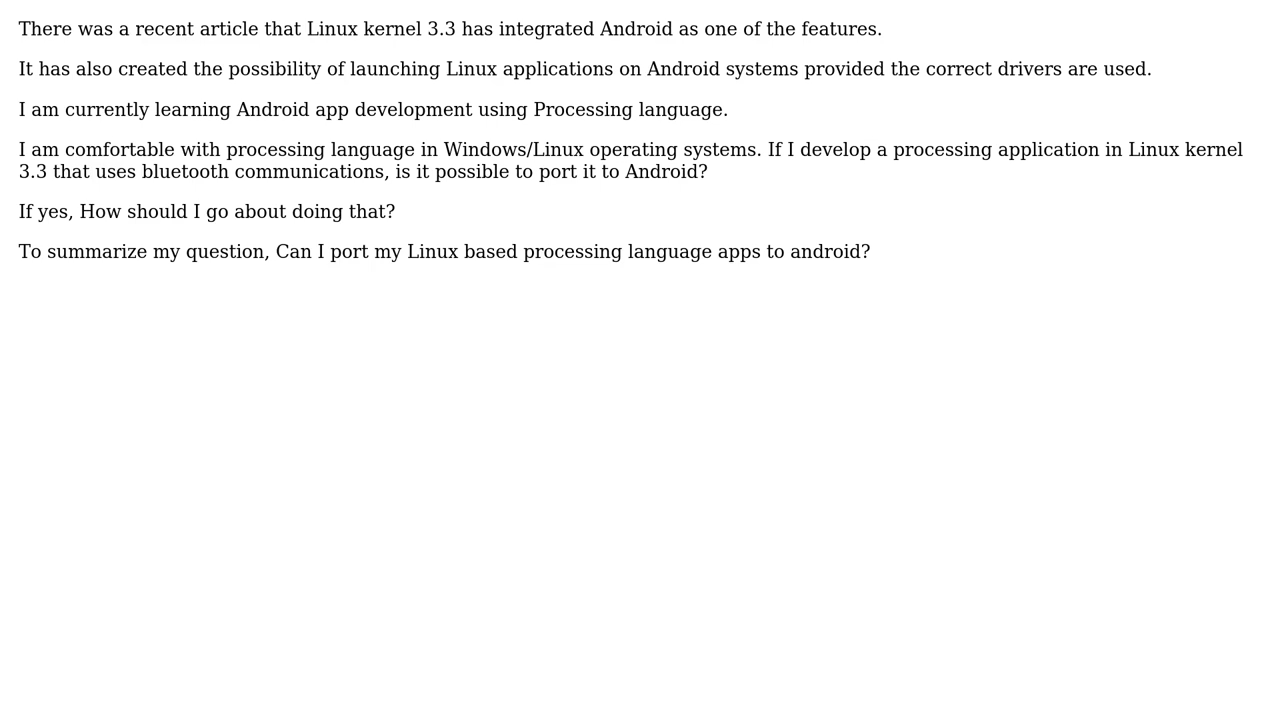 There was a recent article that Linux kernel 3.3 has integrated Android as one of the features.
It has also created the possibility of launching Linux applications on Android systems provided the correct drivers are used.
I am currently learning Android app development using Processing language.
I am comfortable with processing language in Windows/Linux operating systems. If I develop a processing application in Linux kernel
3.3 that uses bluetooth communications, is it possible to port it to Android?
If yes, How should I go about doing that?
To summarize my question, Can I port my Linux based processing language apps to android?